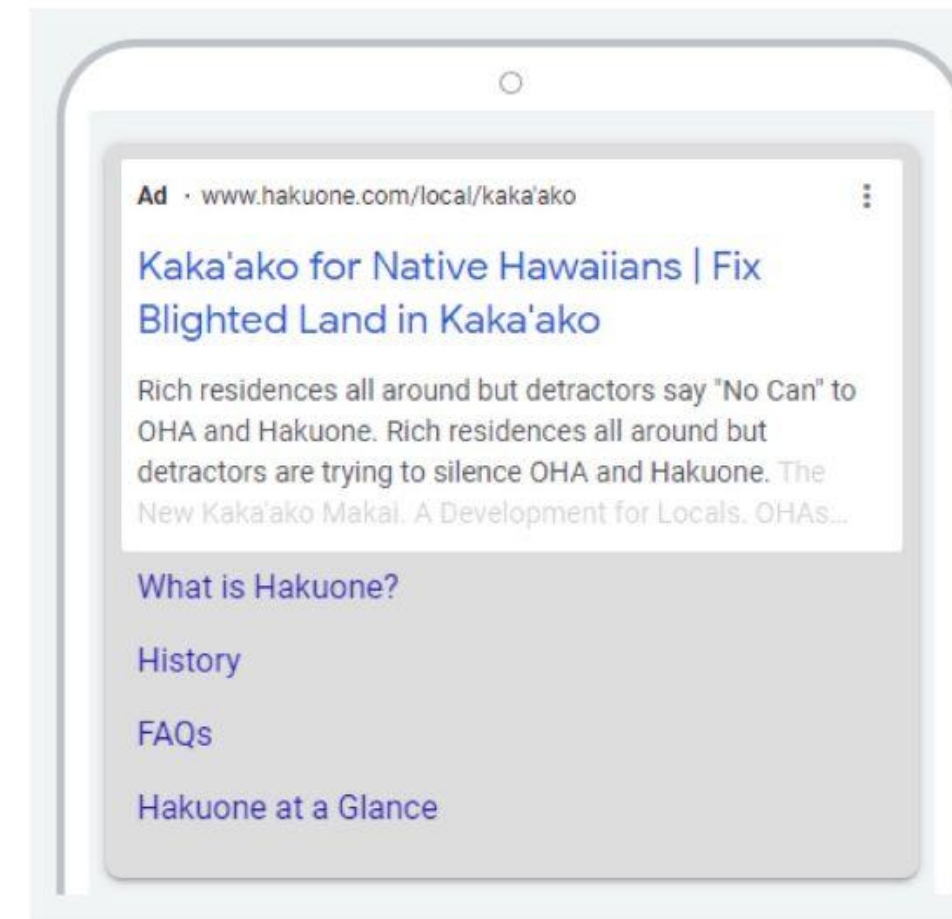 Ad · www.hakuone.com/local/kaka'ako
Kaka'ako for Native Hawaiians | Fix
Blighted Land in Kaka'ako
Rich residences all around but detractors say "No Can" to
OHA and Hakuone. Rich residences all around but
detractors are trying to silence OHA and Hakuone. The
New Kaka'ako Makai. A Development for Locals. OHAs...
What is Hakuone?
History
FAQs
Hakuone at a Glance